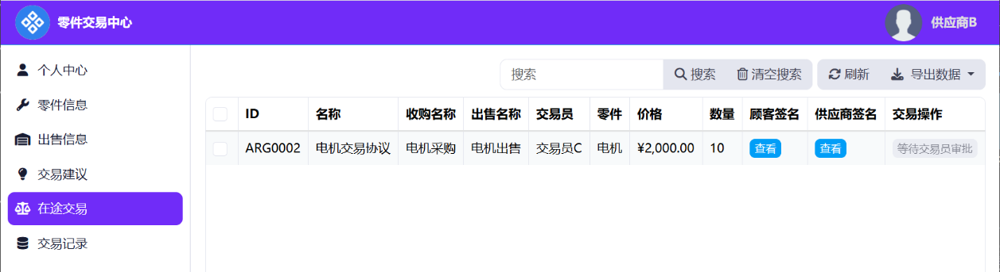 零件交易中心
供应商B
个人中心
零件信息
出售信息
交易建议
在途交易
交易记录
搜索 搜索 清空搜索 刷新 导出数据
ID 名称 收购名称 出售名称 交易员 零件 价格 数量 顾客签名 供应商签名 交易操作
ARG0002 电机交易协议 电机采购 电机出售 交易员C 电机 ¥2,000.00 10 查看 查看 等待交易员审批